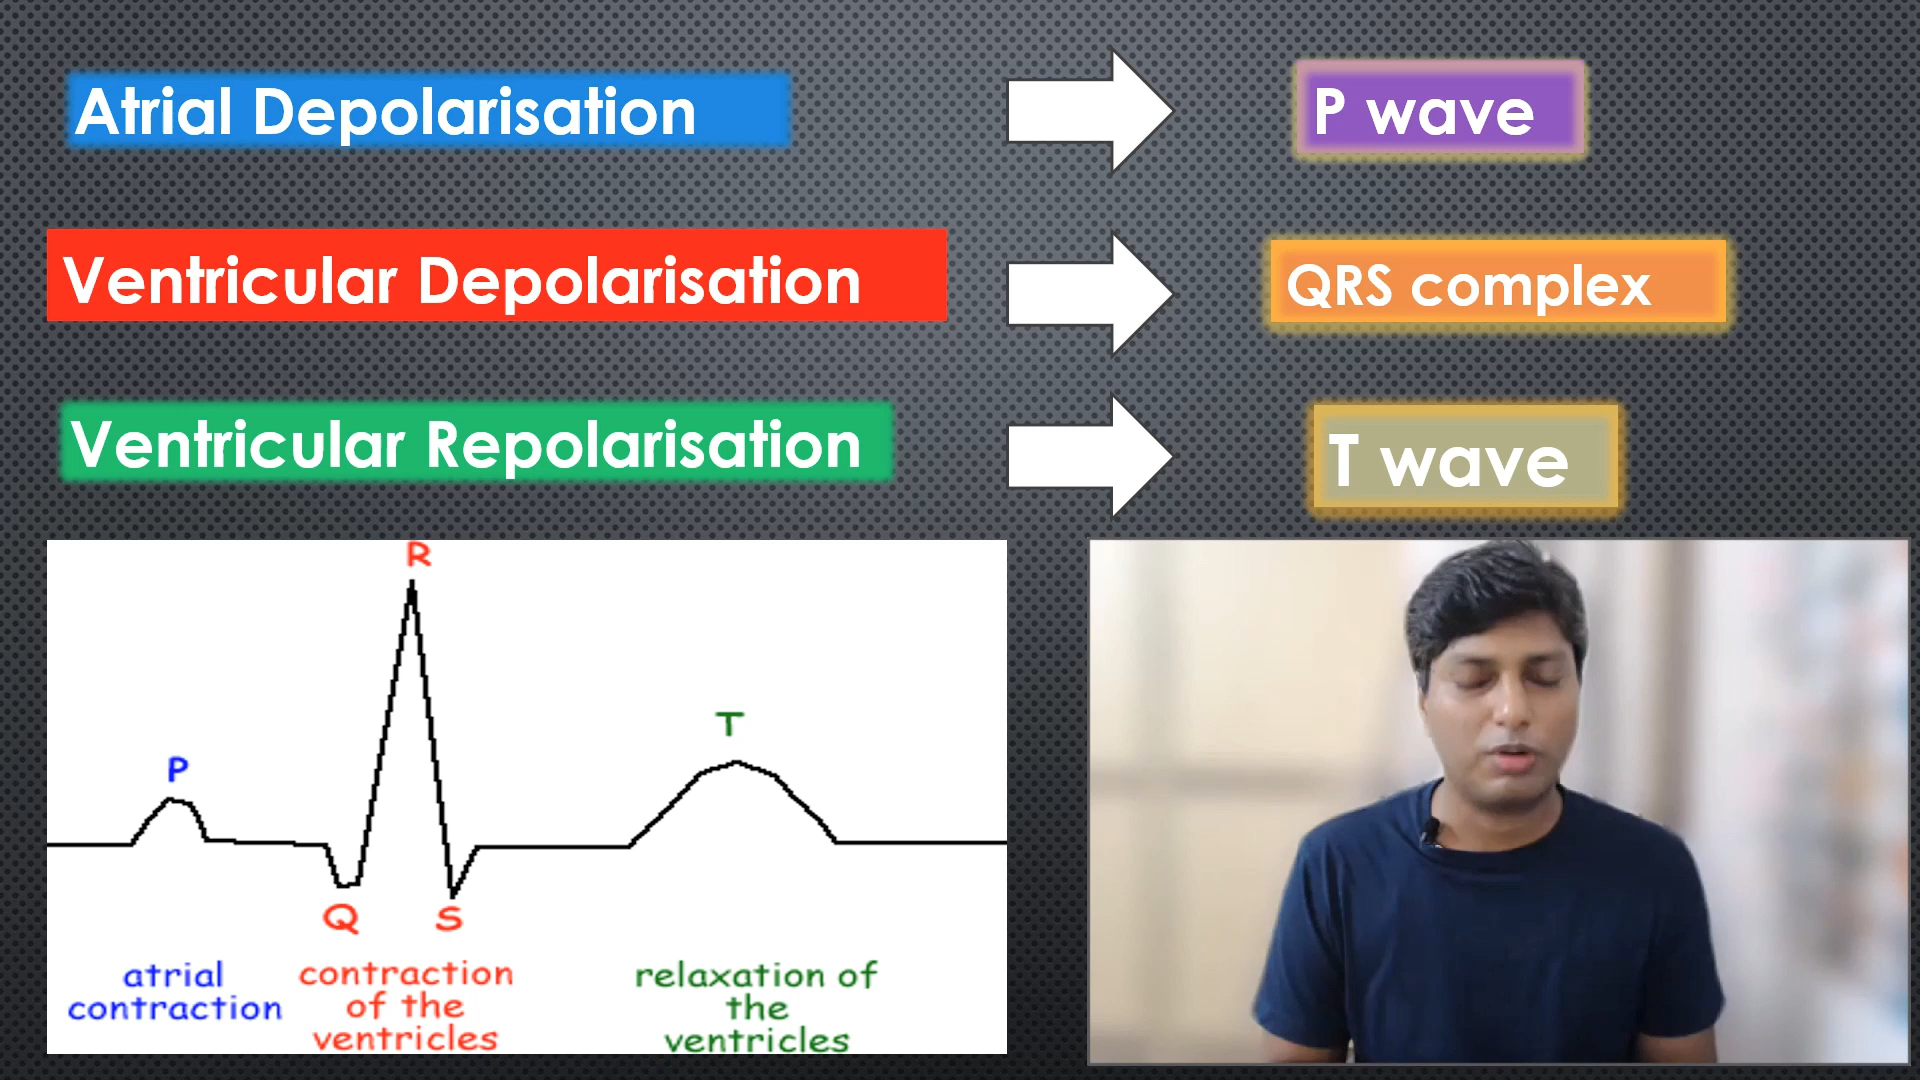 Atrial Depolarisation
P wave
Ventricular Depolarisation
QRS complex
Ventricular Repolarisation
T wave
R
T
P
Q
S
atrial
contraction
contraction
of the
ventricles
relaxation of
the
ventricles